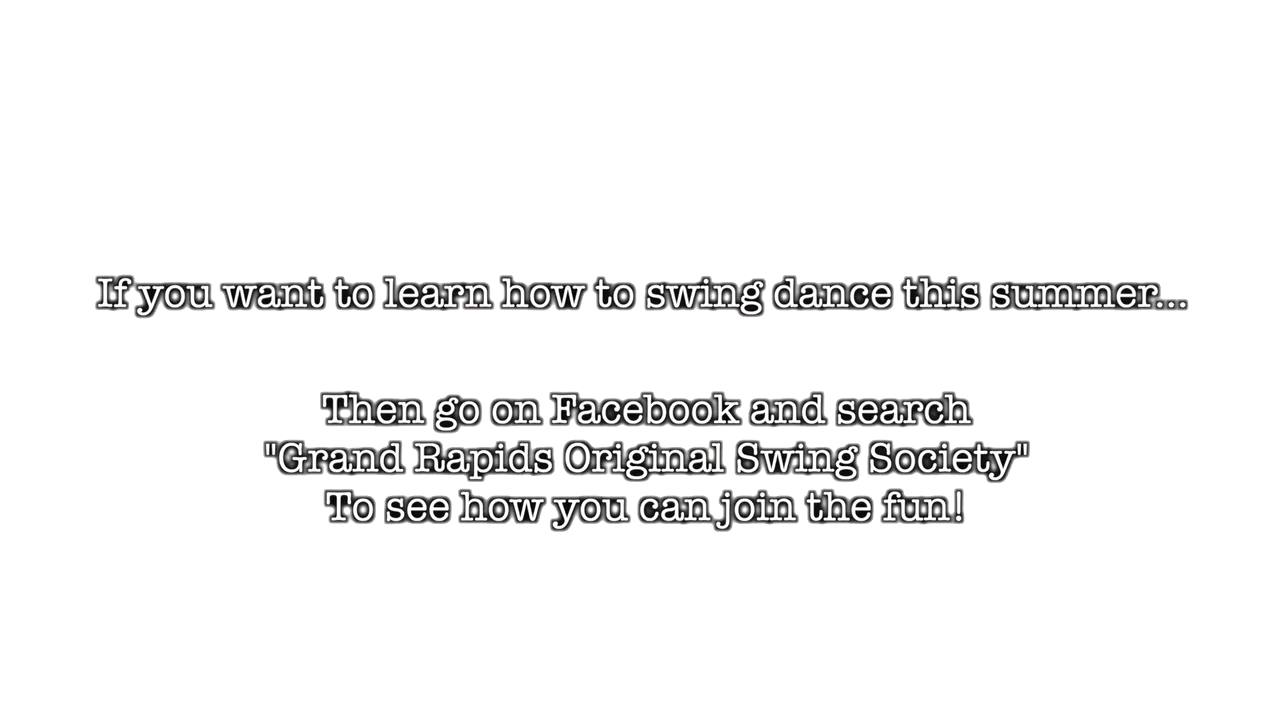 If you want to learn how to swing dance this summer...
Then go on Facebook and search
"Grand Rapids Original Swing Society"
To see how you can join the fun!